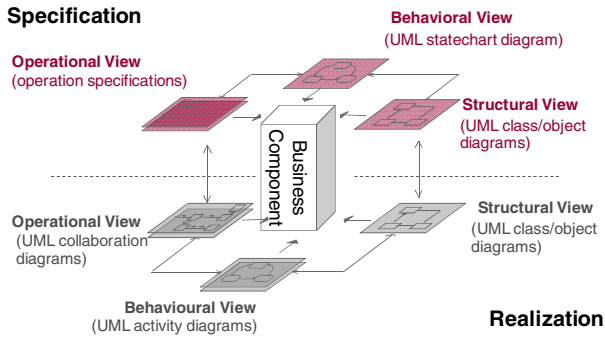 Specification
Behavioral View
(UML statechart diagram)
Operational View
(operation specifications)
Structural View
(UML class/object
diagrams)
Business
Component
Operational View
(UML collaboration
diagrams)
Structural View
(UML class/object
diagrams)
Behavioural View
(UML activity diagrams)
Realization